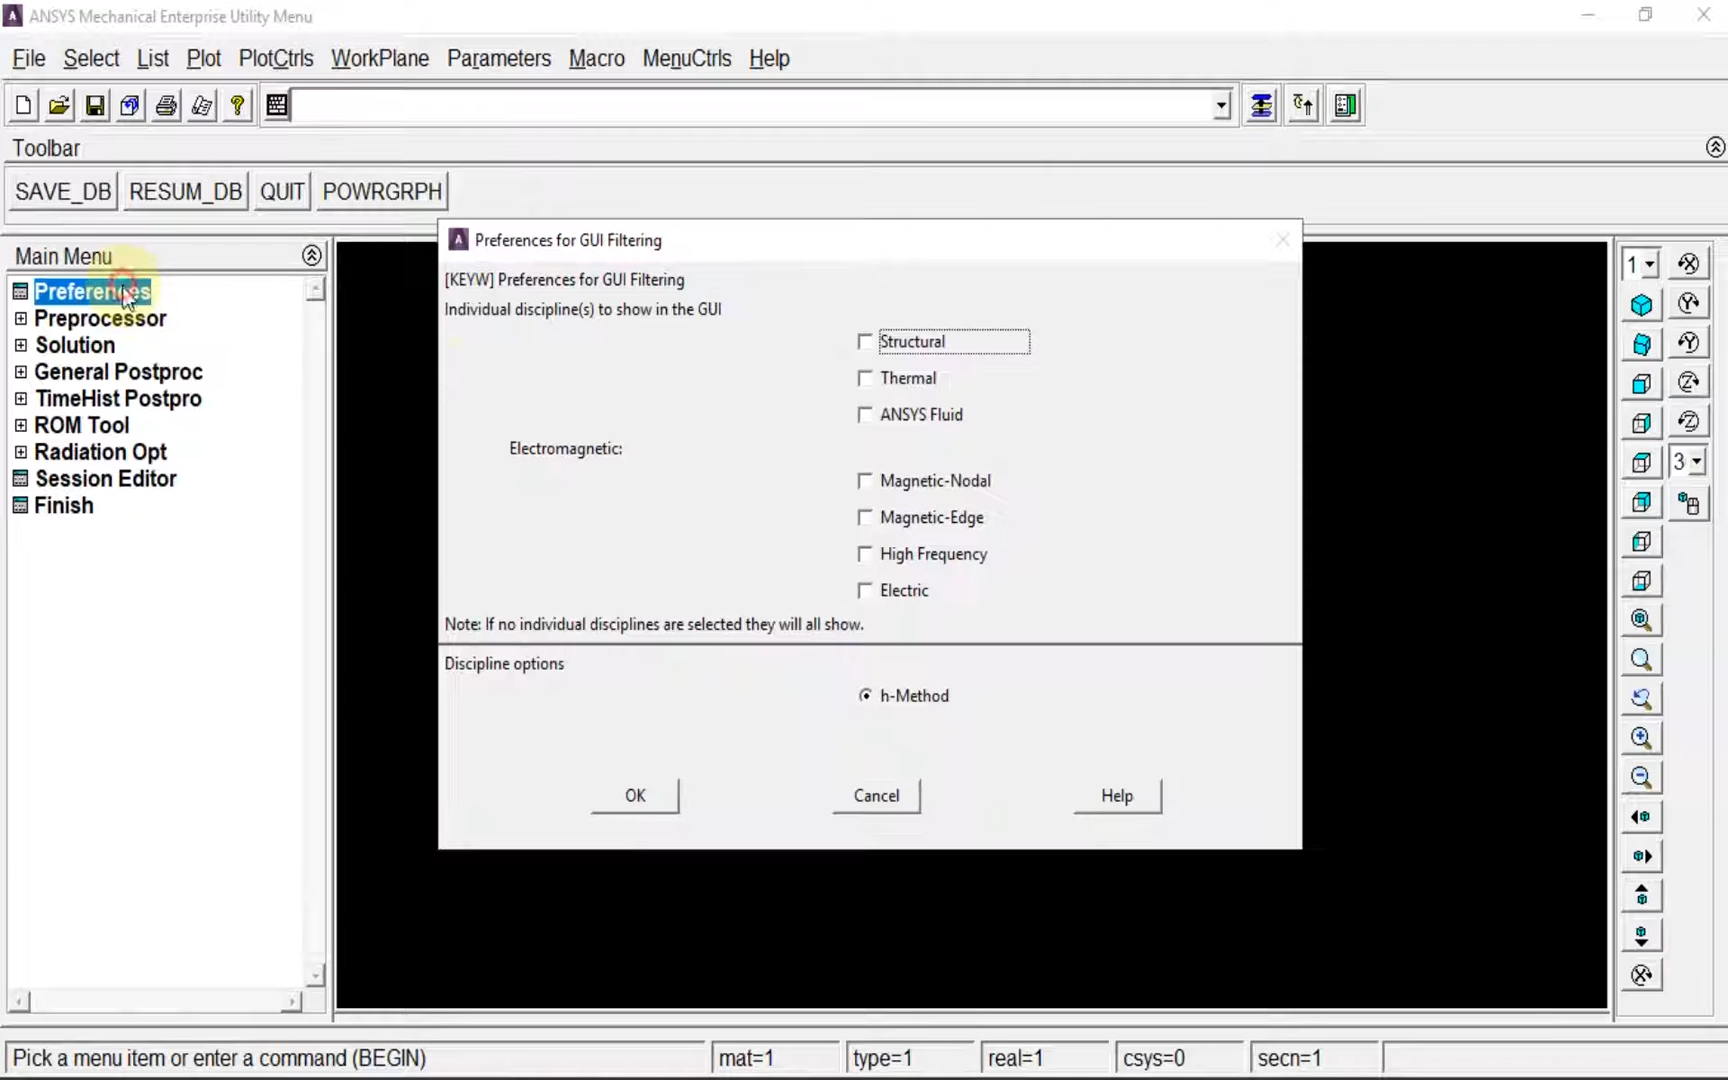 ANSYS Mechanical Enterprise Utility Menu
File Select List Plot PlotCtrls WorkPlane Parameters Macro MenuCtrls Help
Toolbar
SAVE_DB RESUM_DB QUIT POWRGRPH
Main Menu
Preferences
Preprocessor
Solution
General Postproc
TimeHist Postpro
ROM Tool
Radiation Opt
Session Editor
Finish
Preferences for GUI Filtering
[KEYW] Preferences for GUI Filtering
Individual discipline(s) to show in the GUI
Structural
Thermal
ANSYS Fluid
Electromagnetic:
Magnetic-Nodal
Magnetic-Edge
High Frequency
Electric
Note: If no individual disciplines are selected they will all show.
Discipline options
h-Method
OK Cancel Help
1
3
Pick a menu item or enter a command (BEGIN) mat=1 type=1 real=1 csys=0 secn=1